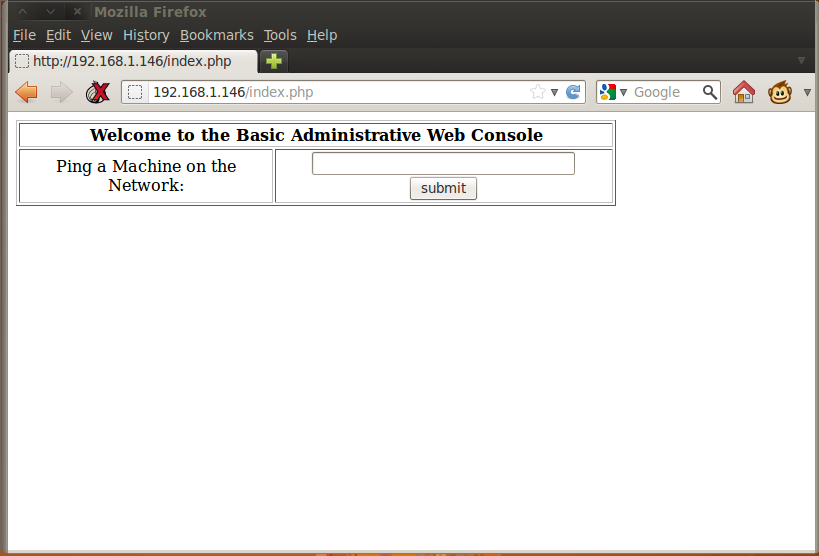 Mozilla Firefox
File Edit View History Bookmarks Tools Help
http://192.168.1.146/index.php
192.168.1.146/index.php Google
Welcome to the Basic Administrative Web Console
Ping a Machine on the
Network:
submit